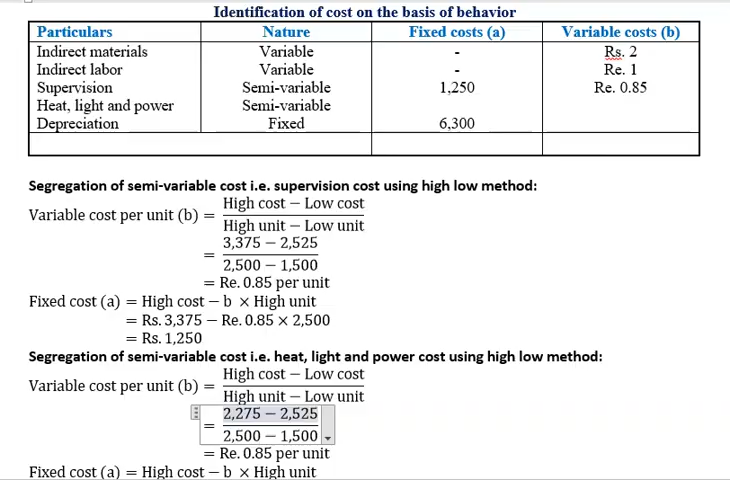 Identification of cost on the basis of behavior
Particulars Nature Fixed costs (a) Variable costs (b)
Indirect materials Variable - Rs. 2
Indirect labor Variable - Re. 1
Supervision Semi-variable 1,250 Re. 0.85
Heat, light and power Semi-variable
Depreciation Fixed 6,300
Segregation of semi-variable cost i.e. supervision cost using high low method:
Variable cost per unit (b) = High cost − Low cost
High unit − Low unit
= 3,375 − 2,525
2,500 − 1,500
= Re. 0.85 per unit
Fixed cost (a) = High cost − b × High unit
= Rs. 3,375 − Re. 0.85 × 2,500
= Rs. 1,250
Segregation of semi-variable cost i.e. heat, light and power cost using high low method:
Variable cost per unit (b) = High cost − Low cost
High unit − Low unit
= 2,275 − 2,525
2,500 − 1,500
= Re. 0.85 per unit
Fixed cost (a) = High cost − b × High unit